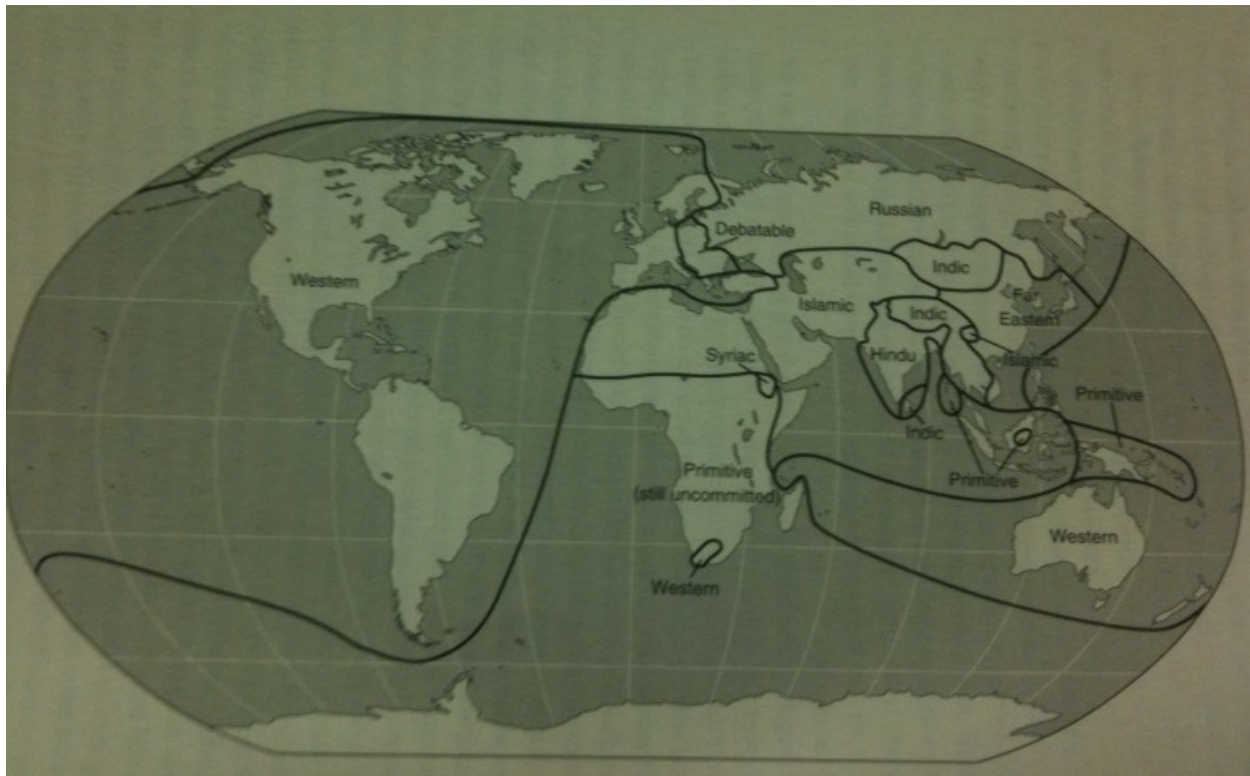 Russian
Debatable
Western
Indic
Islamic
Far
Eastern
Indic
Syriac
Hindu
Islamic
Primitive
Indic
Primitive
(still uncommitted)
Primitive
Western
Western